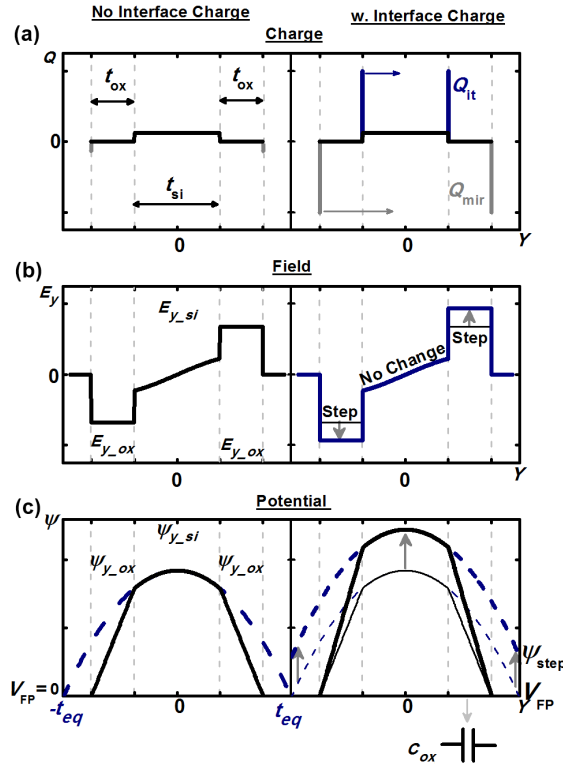 No Interface Charge
w. Interface Charge
(a)
Charge
Q
t_ox
t_ox
Q_it
0
t_si
Q_mir
0
0
Y
(b)
Field
E_y
E_y_si
Step
No Change
0
Step
E_y_ox
E_y_ox
0
0
Y
(c)
Potential
Ψ
ψ_y_si
ψ_y_ox
ψ_y_ox
ψ_step
V_FP = 0
Y
V_FP
-t_eq
0
t_eq
0
C_ox